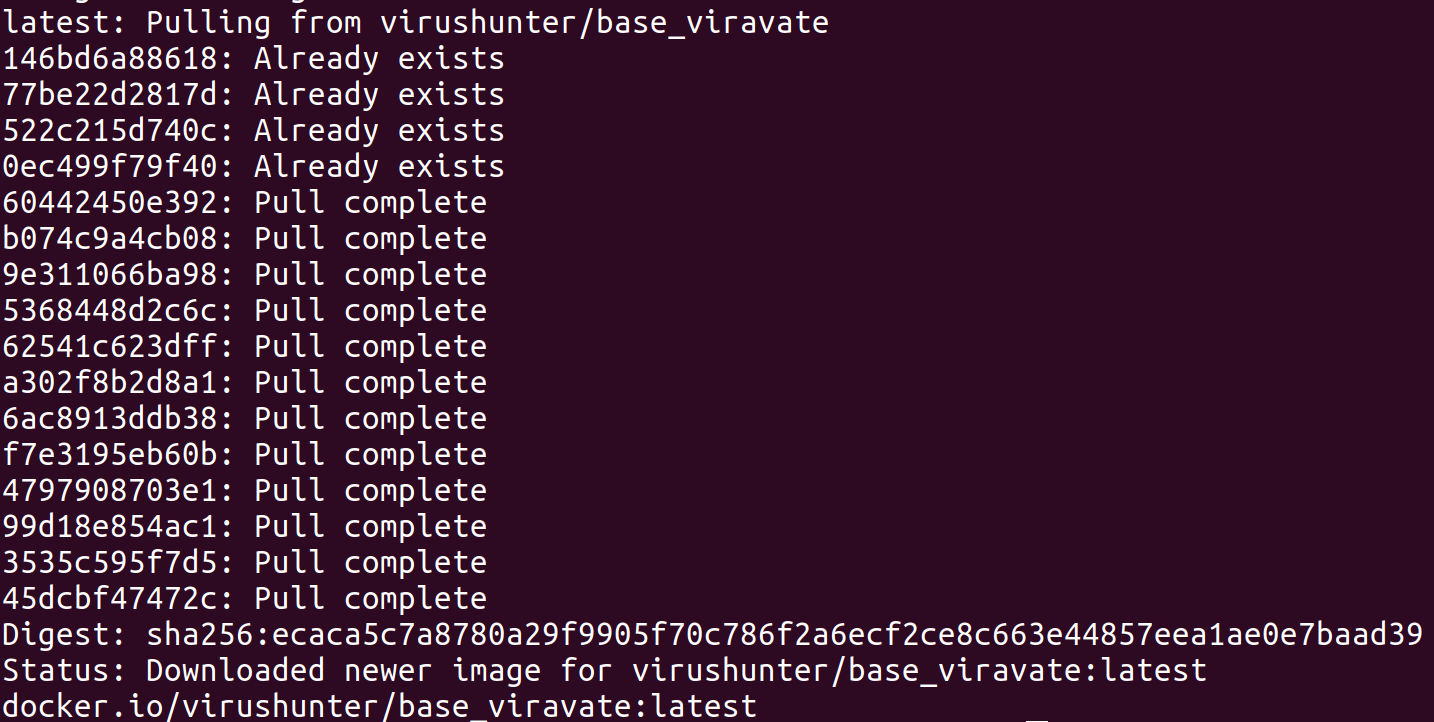 latest: Pulling from virushunter/base_viravate
146bd6a88618: Already exists
77be22d2817d: Already exists
522c215d740c: Already exists
0ec499f79f40: Already exists
60442450e392: Pull complete
b074c9a4cb08: Pull complete
9e311066ba98: Pull complete
5368448d2c6c: Pull complete
62541c623dff: Pull complete
a302f8b2d8a1: Pull complete
6ac8913ddb38: Pull complete
f7e3195eb60b: Pull complete
4797908703e1: Pull complete
99d18e854ac1: Pull complete
3535c595f7d5: Pull complete
45dcbf47472c: Pull complete
Digest: sha256:ecaca5c7a8780a29f9905f70c786f2a6ecf2ce8c663e44857eea1ae0e7baad39
Status: Downloaded newer image for virushunter/base_viravate:latest
docker.io/virushunter/base_viravate:latest